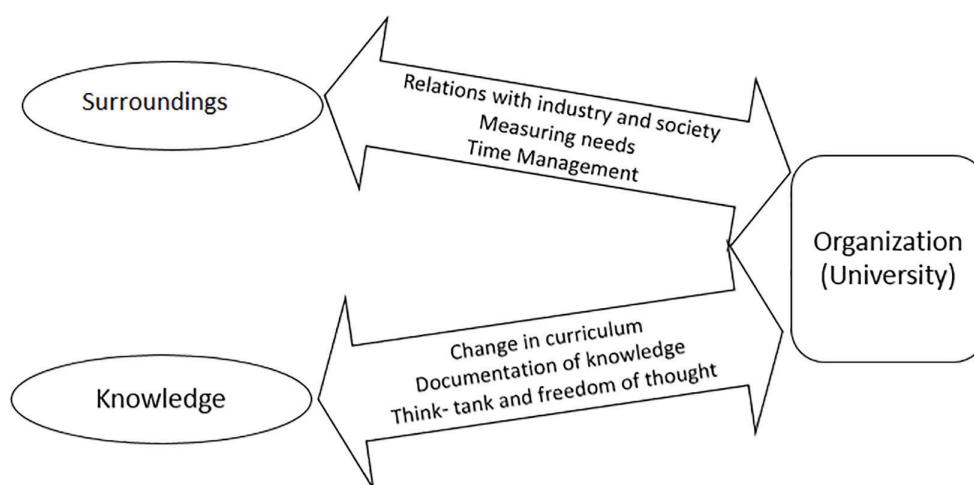 Surroundings
Relations with industry and society
Measuring needs
Time Management
Organization
(University)
Knowledge
Change in curriculum
Documentation of knowledge
Think- tank and freedom of thought